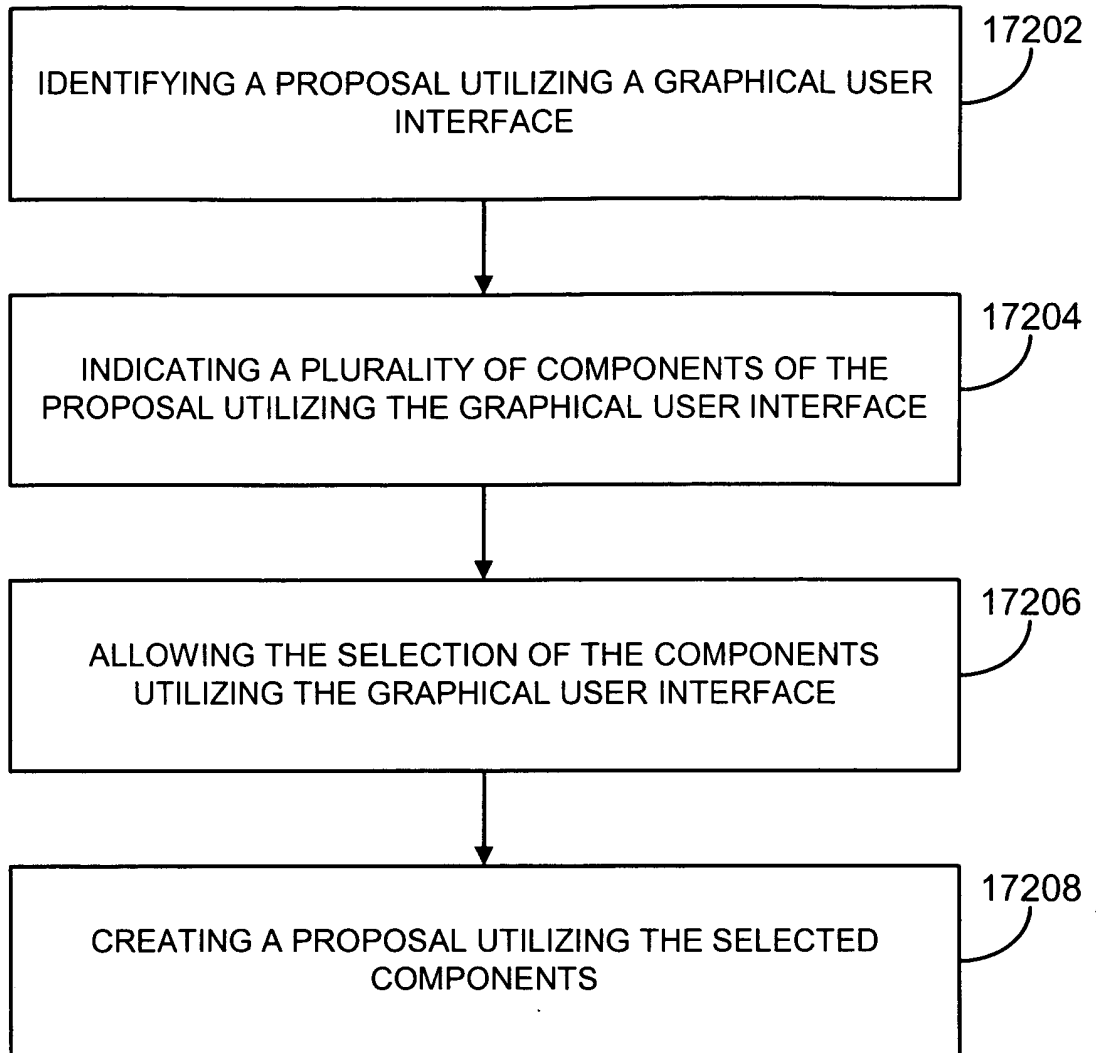 17202
IDENTIFYING A PROPOSAL UTILIZING A GRAPHICAL USER
INTERFACE
17204
INDICATING A PLURALITY OF COMPONENTS OF THE
PROPOSAL UTILIZING THE GRAPHICAL USER INTERFACE
17206
ALLOWING THE SELECTION OF THE COMPONENTS
UTILIZING THE GRAPHICAL USER INTERFACE
17208
CREATING A PROPOSAL UTILIZING THE SELECTED
COMPONENTS